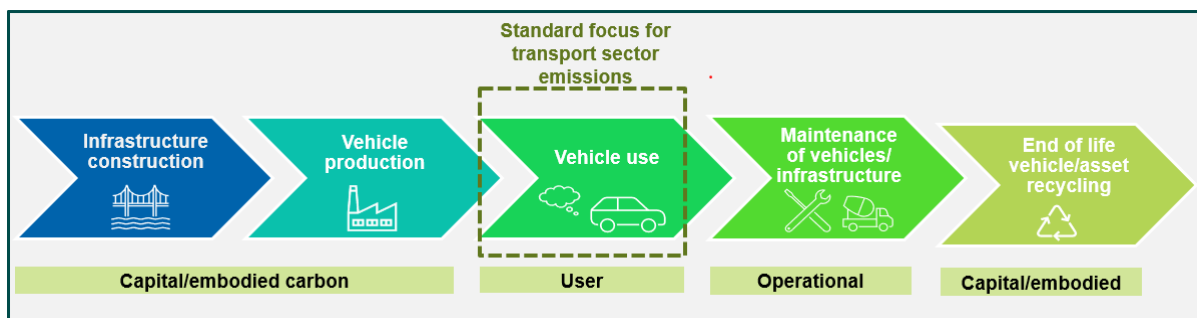 Standard focus for
transport sector
emissions
Infrastructure
construction
Vehicle
production
Vehicle use
Maintenance
of vehicles/
infrastructure
End of life
vehicle/asset
recycling
Capital/embodied carbon
User
Operational
Capital/embodied